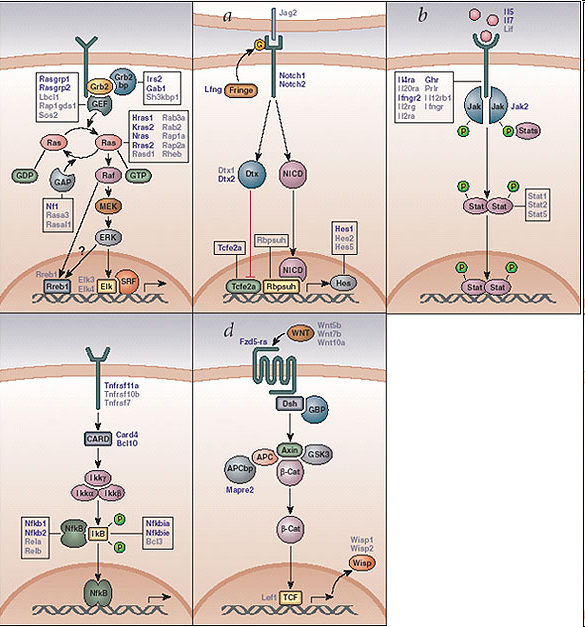 Rasgrp1
Rasgrp2
Lbcl1
Rap1gda1
Sos2
Grb2
Grb2
bp
GEF
Irs2
Gab1
Sh3kbp1
Hras1 Rab3a
Kras2 Rab2
Nras Rap1a
Rras2 Rap2a
Rasd1 Rheb
Ras
Ras
GDP
GAP
Raf
GTP
Nf1
Rasa3
Rasal1
MEK
ERK
?
Rreb1
Rreb1
Elk3
Elk4
Elk
SRF
a
Jag2
G
Lfng
Fringe
Notch1
Notch2
Dtx1
Dtx2
Dtx
NICD
Tcfe2a
Rbpsuh
Hes1
Hes2
Hes5
NICD
Tcfe2a
Rbpsuh
Hes
b
Il5
Il7
Lif
Il4ra Ghr
Il20ra Prlr
Ifngr2 Il12rb1
Il2rg Ifngr
Il2ra
Jak
Jak
Jak2
P
P
Stats
P
P
Stat
Stat
Stat1
Stat2
Stat5
P
P
Stat
Stat
Tnfrsf11a
Tnfrsf10b
Tnfrsf7
CARD
Card4
Bcl10
Ikkγ
Ikkα
Ikkβ
Nfkb1
Nfkb2
Rela
Relb
NfkB
IkB
P
P
Nfkbia
Nfkbie
Bcl3
NfkB
d
Fzd5-rs
WNT
Wnt5b
Wnt7b
Wnt10a
Dsh
GBP
Axin
APC
GSK3
APCbp
β-Cat
Mapre2
β-Cat
Wisp1
Wisp2
Wisp
Lef1
TCF